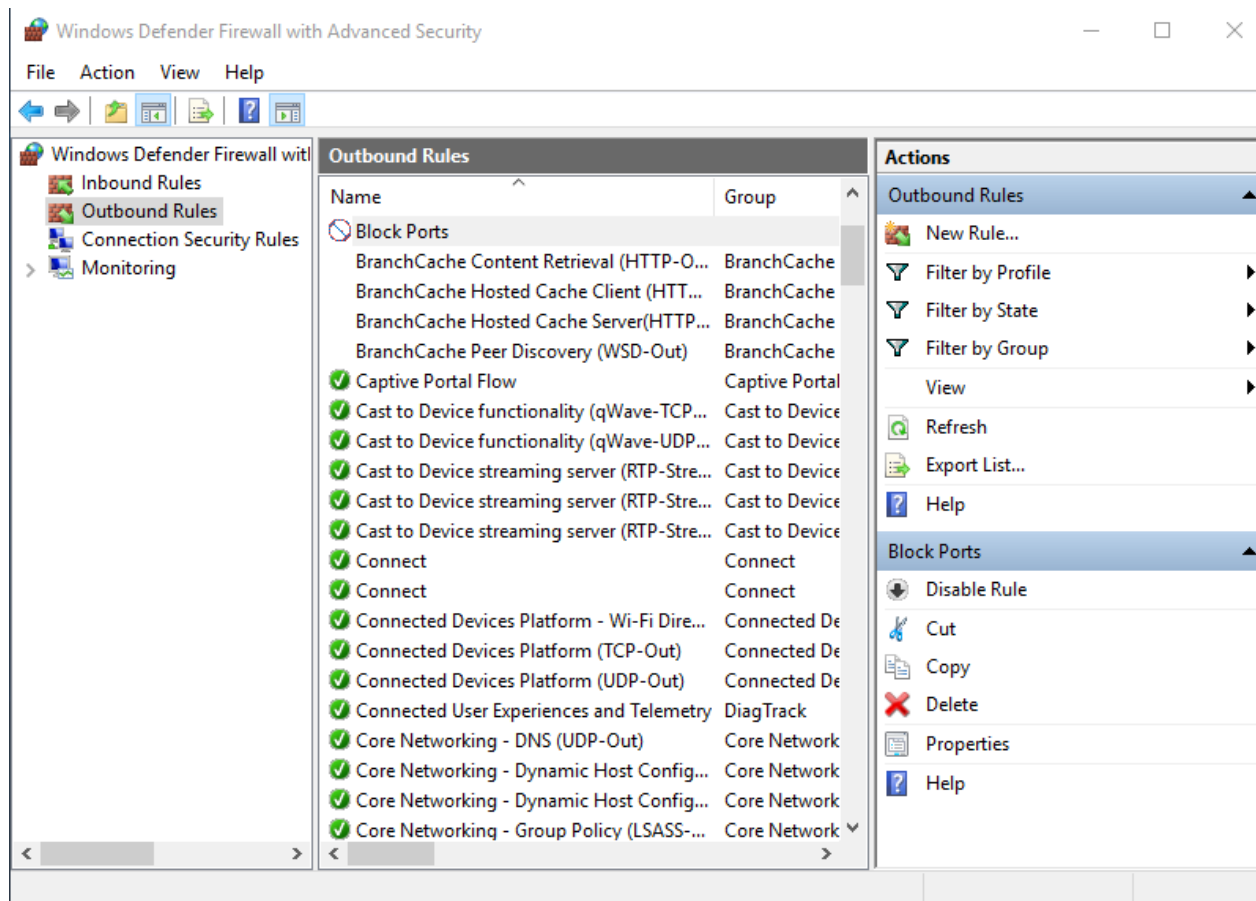 Windows Defender Firewall with Advanced Security
File Action View Help
Windows Defender Firewall witl
Inbound Rules
Outbound Rules
Connection Security Rules
Monitoring
Outbound Rules
Name Group
Block Ports
BranchCache Content Retrieval (HTTP-O... BranchCache
BranchCache Hosted Cache Client (HTT... BranchCache
BranchCache Hosted Cache Server(HTTP... BranchCache
BranchCache Peer Discovery (WSD-Out) BranchCache
Captive Portal Flow Captive Portal
Cast to Device functionality (qWave-TCP... Cast to Device
Cast to Device functionality (qWave-UDP... Cast to Device
Cast to Device streaming server (RTP-Stre... Cast to Device
Cast to Device streaming server (RTP-Stre... Cast to Device
Cast to Device streaming server (RTP-Stre... Cast to Device
Connect Connect
Connect Connect
Connected Devices Platform - Wi-Fi Dire... Connected De
Connected Devices Platform (TCP-Out) Connected De
Connected Devices Platform (UDP-Out) Connected De
Connected User Experiences and Telemetry DiagTrack
Core Networking - DNS (UDP-Out) Core Network
Core Networking - Dynamic Host Config... Core Network
Core Networking - Dynamic Host Config... Core Network
Core Networking - Group Policy (LSASS-... Core Network
Actions
Outbound Rules
New Rule...
Filter by Profile
Filter by State
Filter by Group
View
Refresh
Export List...
Help
Block Ports
Disable Rule
Cut
Copy
Delete
Properties
Help